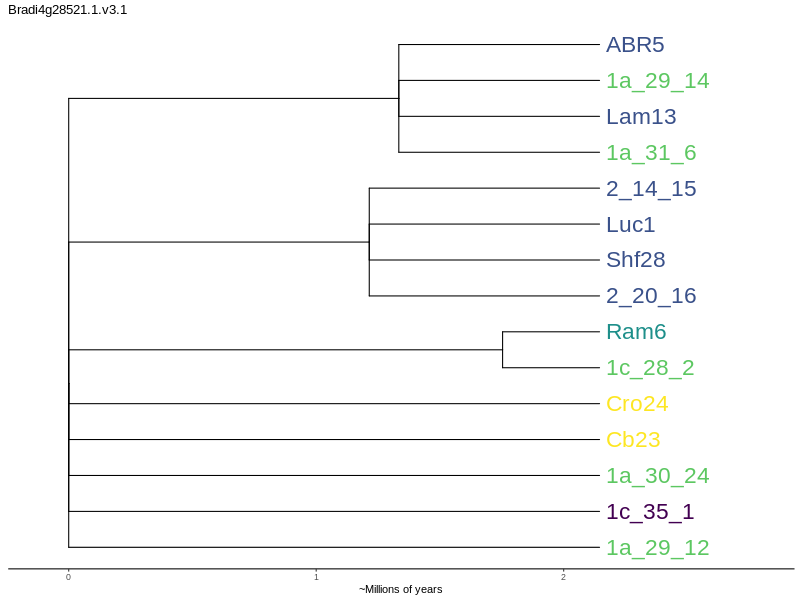 Bradi4g28521.1.v3.1
ABR5
1a_29_14
Lam13
1a_31_6
2_14_15
Luc1
Shf28
2_20_16
Ram6
1c_28_2
Cro24
Cb23
1a_30_24
1c_35_1
1a_29_12
0 1 2
~Millions of years